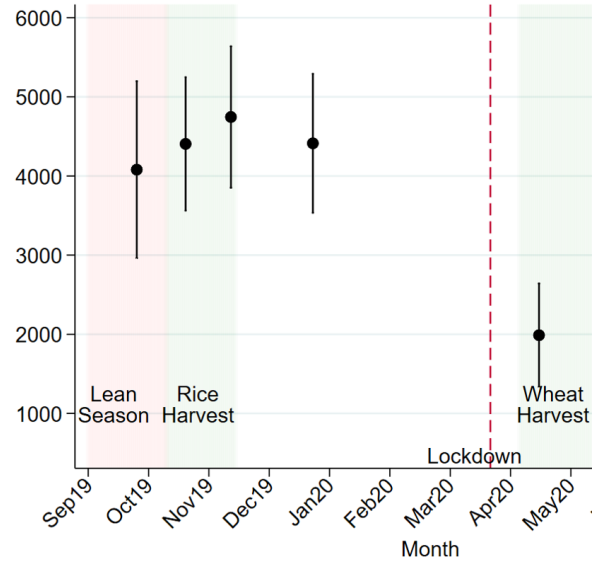 6000
5000
4000
3000
2000
1000
Lean
Season
Rice
Harvest
Wheat
Harvest
Lockdown
Sep19
Oct19
Nov19
Dec19
Jan20
Feb20
Mar20
Apr20
May20
Month